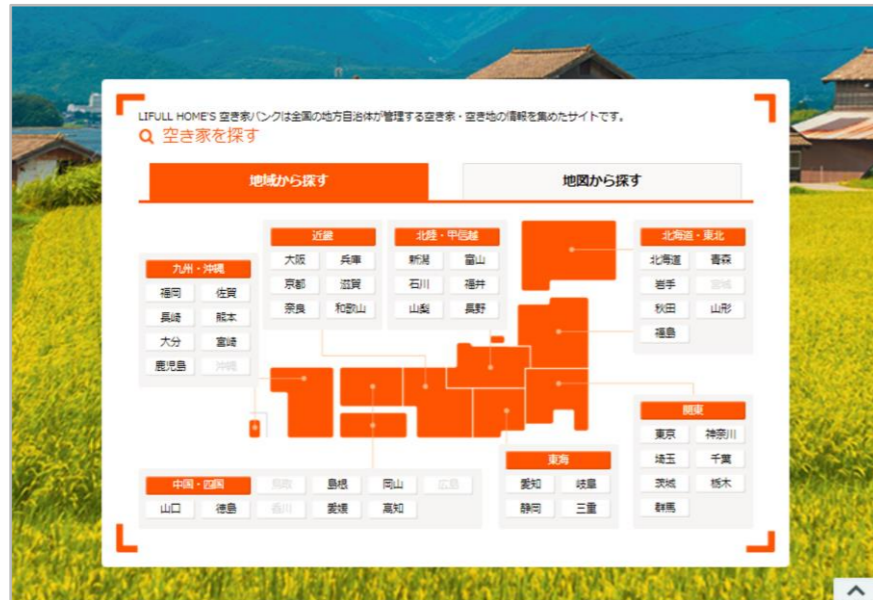 LIFULL HOME'S 空き家バンクは全国の地方自治体が管理する空き家・空き地の情報を集めたサイトです。
空き家を探す
地域から探す
地図から探す
九州・沖縄
福岡 佐賀
長崎 熊本
大分 宮崎
鹿児島 沖縄
近畿
大阪 兵庫
京都 滋賀
奈良 和歌山
北陸・甲信越
新潟 富山
石川 福井
山梨 長野
北海道・東北
北海道 青森
岩手 宮城
秋田 山形
福島
関東
東京 神奈川
埼玉 千葉
茨城 栃木
群馬
東海
愛知 岐阜
静岡 三重
中国・四国 鳥取 島根 岡山 広島
山口 徳島 香川 愛媛 高知